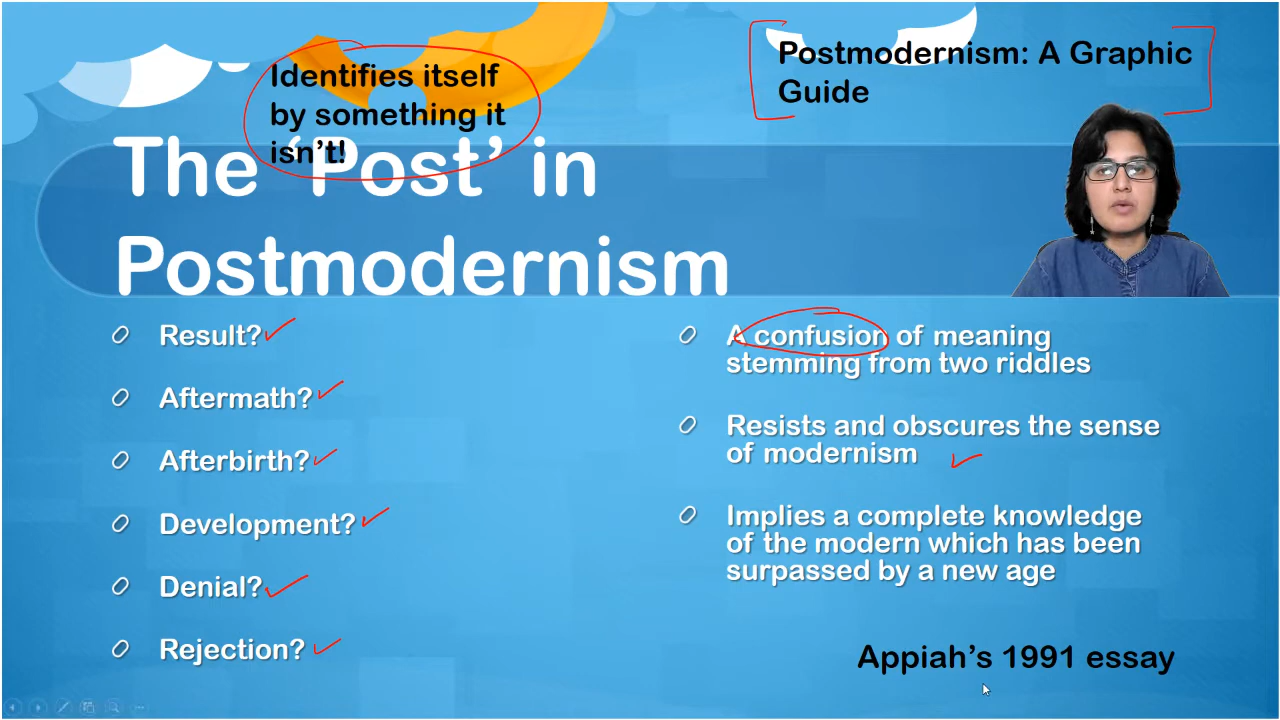 Identifies itself
by something it
isn't!
Postmodernism: A Graphic
Guide
The 'Post' in
Postmodernism
Result?
Aftermath?
Afterbirth?
Development?
Denial?
Rejection?
A confusion of meaning
stemming from two riddles
Resists and obscures the sense
of modernism
Implies a complete knowledge
of the modern which has been
surpassed by a new age
Appiah's 1991 essay